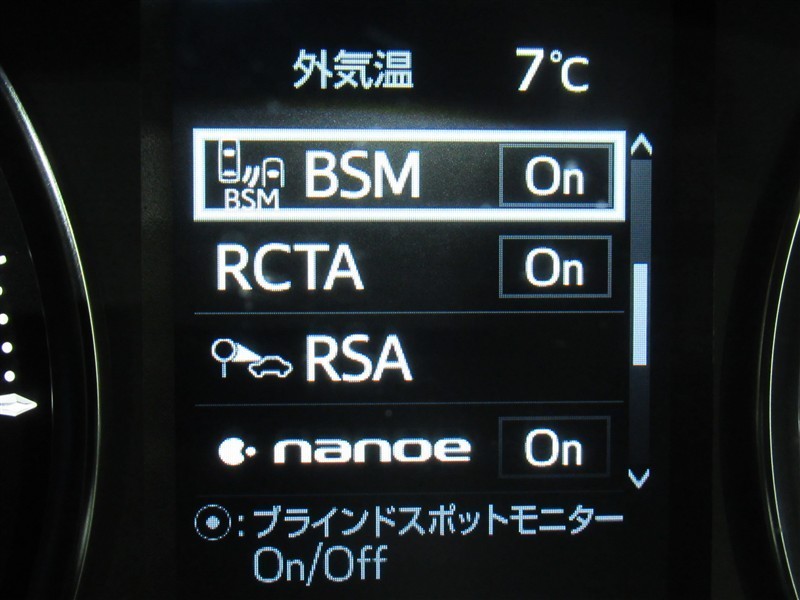 外気温 7℃
BSM BSM On
RCTA On
RSA
nanoe On
:ブラインドスポットモニター
On/Off